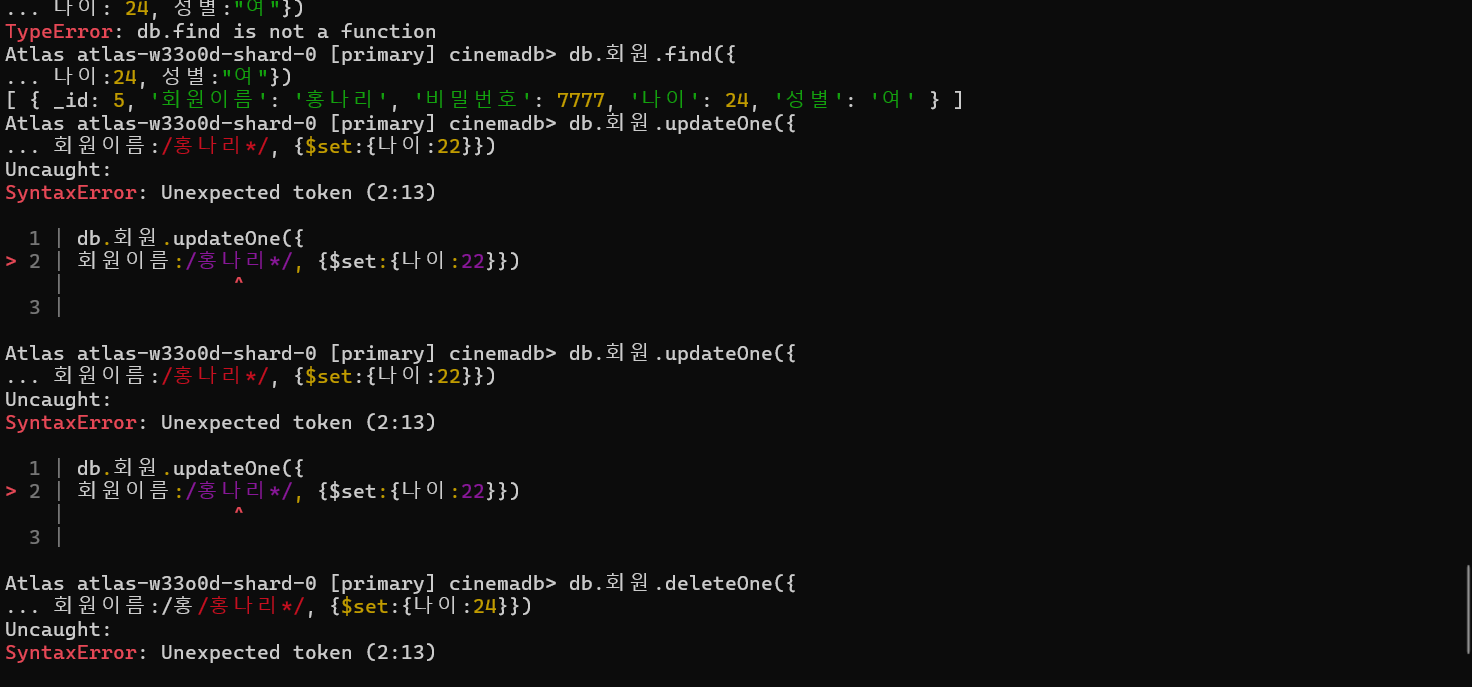 ... 나이: 24, 성별:"여"})
TypeError: db.find is not a function
Atlas atlas-w33o0d-shard-0 [primary] cinemadb> db.회원.find({
... 나이:24, 성별:"여"})
[ { _id: 5, '회원이름': '홍나리', '비밀번호': 7777, '나이': 24, '성별': '여' } ]
Atlas atlas-w33o0d-shard-0 [primary] cinemadb> db.회원.updateOne({
... 회원이름:/홍나리*/, {$set:{나이:22}})
Uncaught:
SyntaxError: Unexpected token (2:13)
1 | db.회원.updateOne({
> 2 | 회원이름:/홍나리*/, {$set:{나이:22}})
| ^
3 |
Atlas atlas-w33o0d-shard-0 [primary] cinemadb> db.회원.updateOne({
... 회원이름:/홍나리*/, {$set:{나이:22}})
Uncaught:
SyntaxError: Unexpected token (2:13)
1 | db.회원.updateOne({
> 2 | 회원이름:/홍나리*/, {$set:{나이:22}})
| ^
3 |
Atlas atlas-w33o0d-shard-0 [primary] cinemadb> db.회원.deleteOne({
... 회원이름:/홍/홍나리*/, {$set:{나이:24}})
Uncaught:
SyntaxError: Unexpected token (2:13)